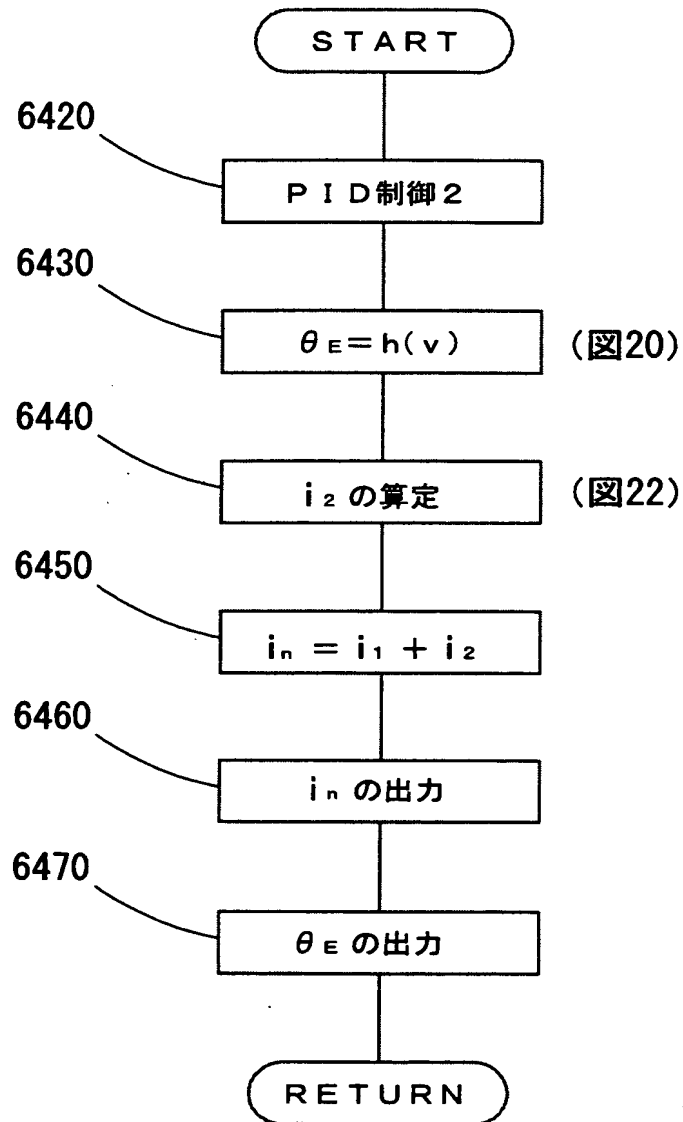 START
6420
PID制御2
6430
θE=h(v) (図20)
6440
i2の算定 (図22)
6450
in = i1 + i2
6460
inの出力
6470
θEの出力
RETURN